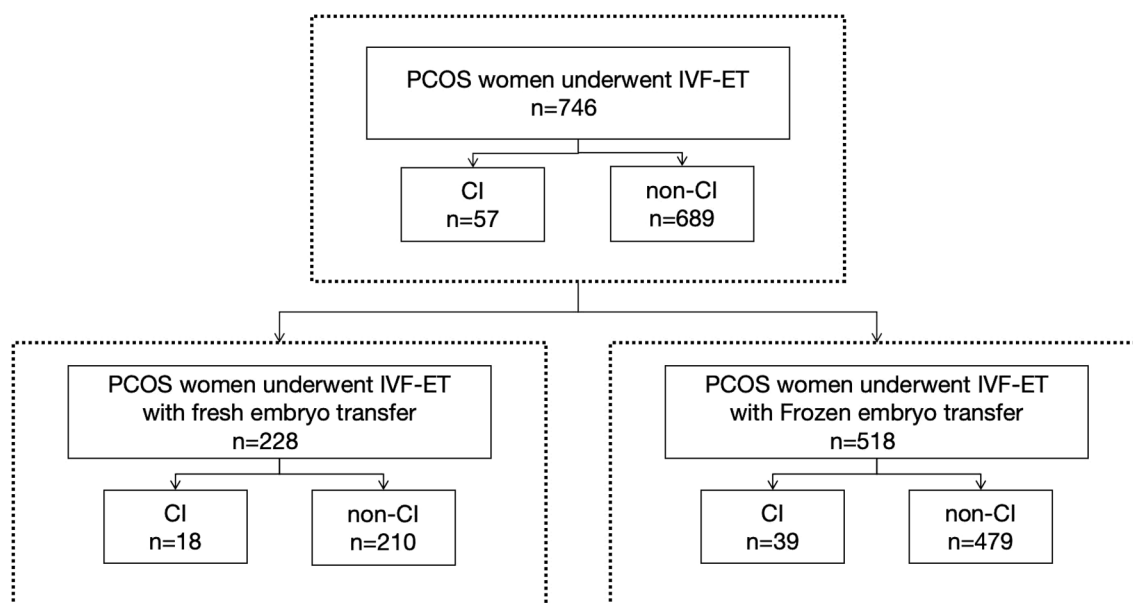 PCOS women underwent IVF-ET
n=746
CI
n=57
non-CI
n=689
PCOS women underwent IVF-ET
with fresh embryo transfer
n=228
CI
n=18
non-CI
n=210
PCOS women underwent IVF-ET
with Frozen embryo transfer
n=518
CI
n=39
non-CI
n=479